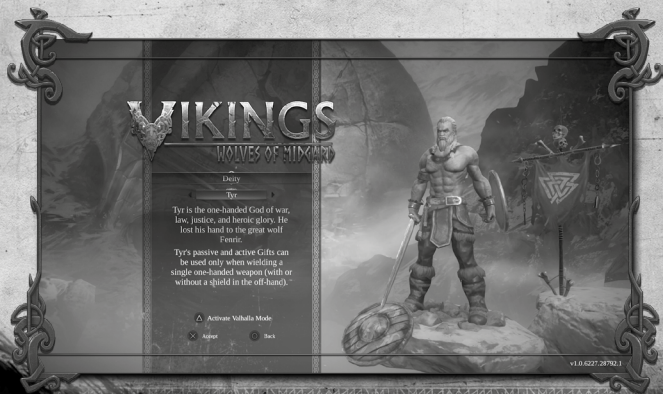 VIKINGS
WOLVES OF MIDGARD
Deity
Tyr
Tyr is the one-handed God of war,
law, justice, and heroic glory. He
lost his hand to the great wolf
Fenrir.
Tyr's passive and active Gifts can
be used only when wielding a
single one-handed weapon (with or
without a shield in the off-hand).
Activate Valhalla Mode
Accept
Back
v1.0.6227.28792.1